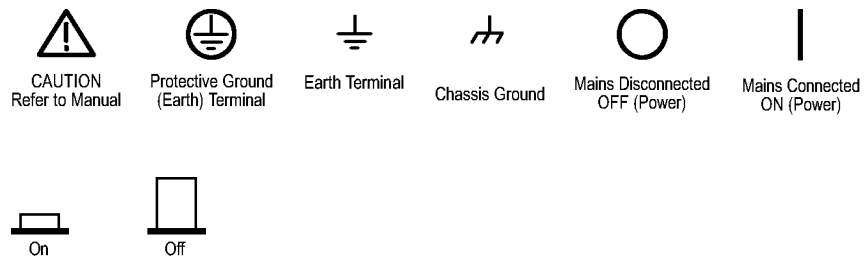 CAUTION
Refer to Manual
Protective Ground
(Earth) Terminal
Earth Terminal
Chassis Ground
Mains Disconnected
OFF (Power)
Mains Connected
ON (Power)
On
Off